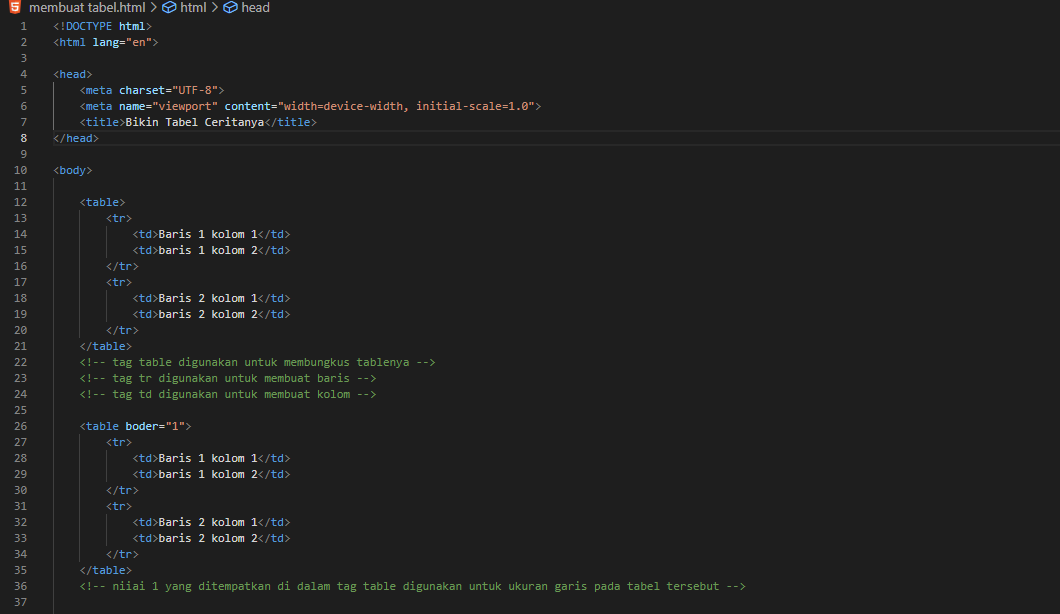 membuat tabel.html > html > head
1 <!DOCTYPE html>
2 <html lang="en">
3
4 <head>
5     <meta charset="UTF-8">
6     <meta name="viewport" content="width=device-width, initial-scale=1.0">
7     <title>Bikin Tabel Ceritanya</title>
8 </head>
9
10 <body>
11
12     <table>
13         <tr>
14             <td>Baris 1 kolom 1</td>
15             <td>baris 1 kolom 2</td>
16         </tr>
17         <tr>
18             <td>Baris 2 kolom 1</td>
19             <td>baris 2 kolom 2</td>
20         </tr>
21     </table>
22     <!-- tag table digunakan untuk membungkus tablenya -->
23     <!-- tag tr digunakan untuk membuat baris -->
24     <!-- tag td digunakan untuk membuat kolom -->
25
26     <table boder="1">
27         <tr>
28             <td>Baris 1 kolom 1</td>
29             <td>baris 1 kolom 2</td>
30         </tr>
31         <tr>
32             <td>Baris 2 kolom 1</td>
33             <td>baris 2 kolom 2</td>
34         </tr>
35     </table>
36     <!-- niiai 1 yang ditempatkan di dalam tag table digunakan untuk ukuran garis pada tabel tersebut -->
37